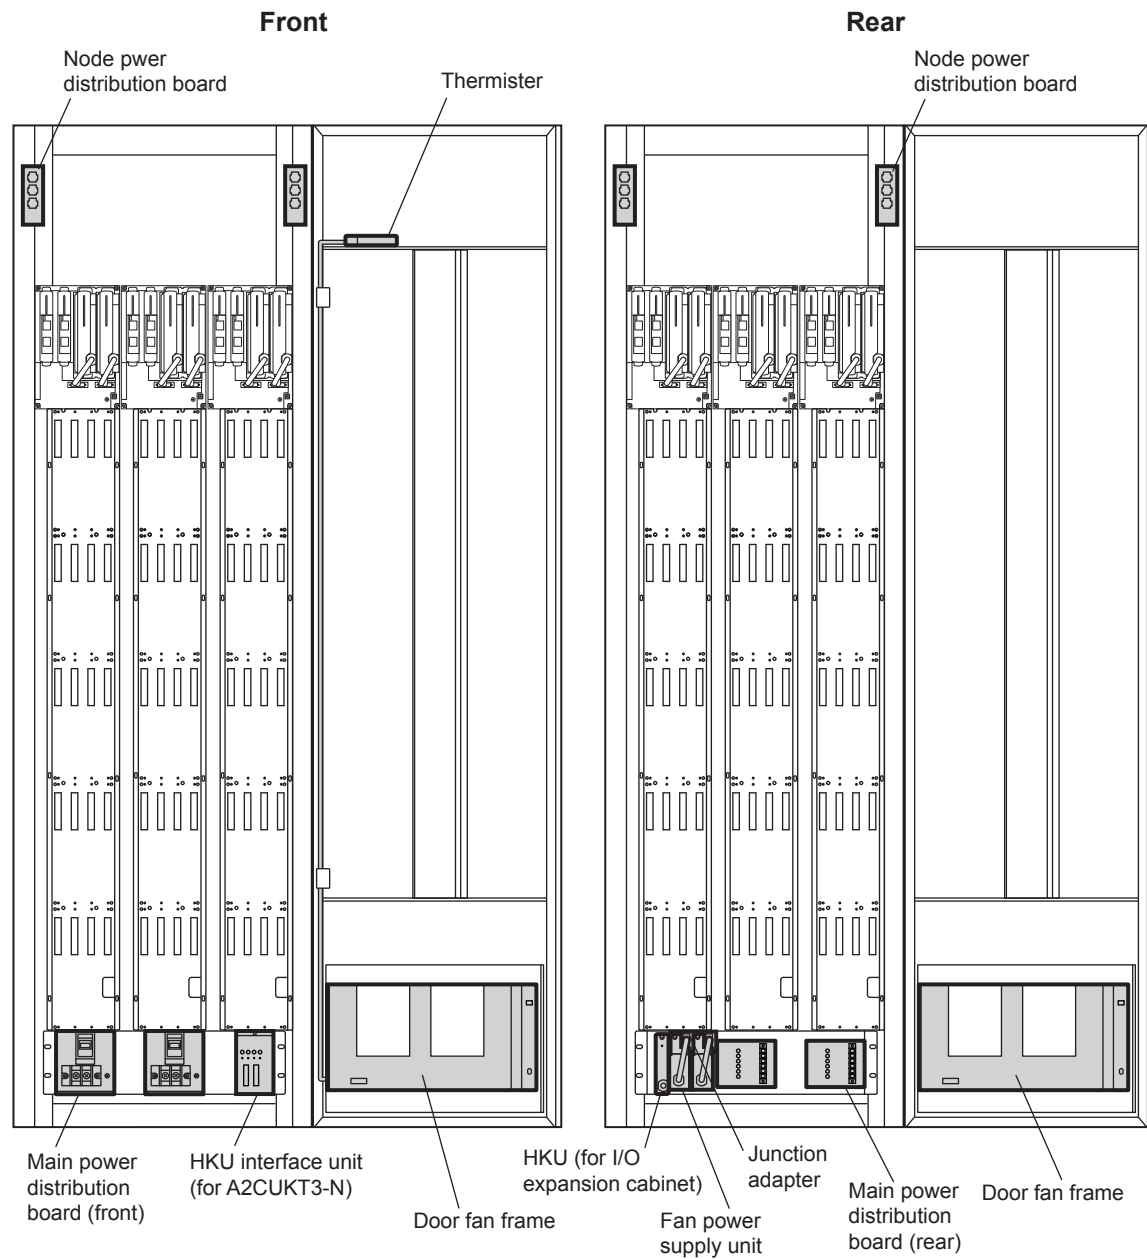 Front
Rear
Node pwer
distribution board
Thermister
Node power
distribution board
Main power
distribution
board (front)
HKU interface unit
(for A2CUKT3-N)
Door fan frame
HKU (for I/O
expansion cabinet)
Fan power
supply unit
Junction
adapter
Main power
distribution
board (rear)
Door fan frame